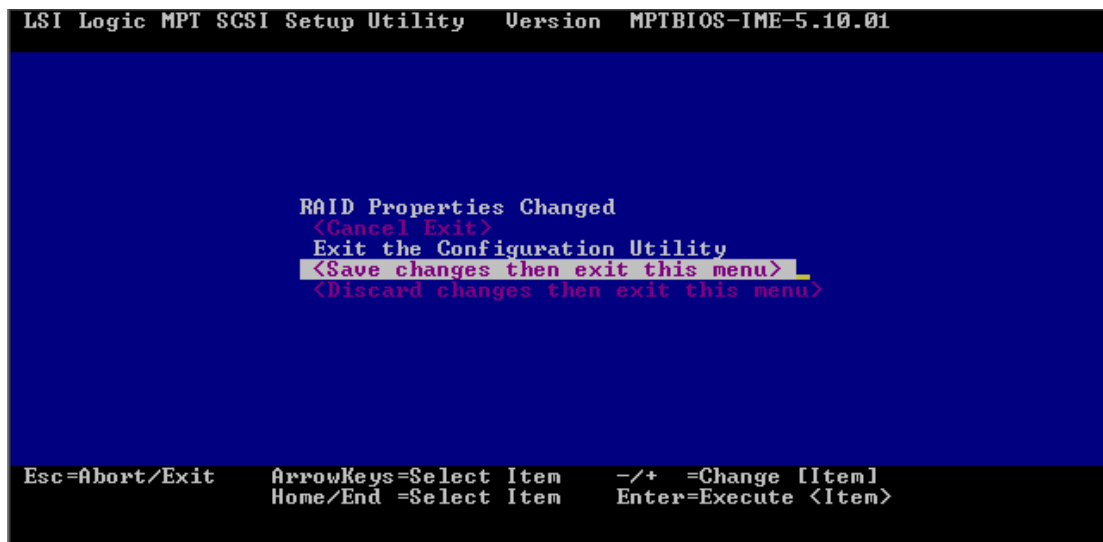 LSI Logic MPT SCSI Setup Utility Version MPTBIOS-IME-5.10.01
RAID Properties Changed
<Cancel Exit>
Exit the Configuration Utility
<Save changes then exit this menu>
<Discard changes then exit this menu>
Esc=Abort/Exit ArrowKeys=Select Item -/+ =Change [Item]
Home/End =Select Item Enter=Execute <Item>